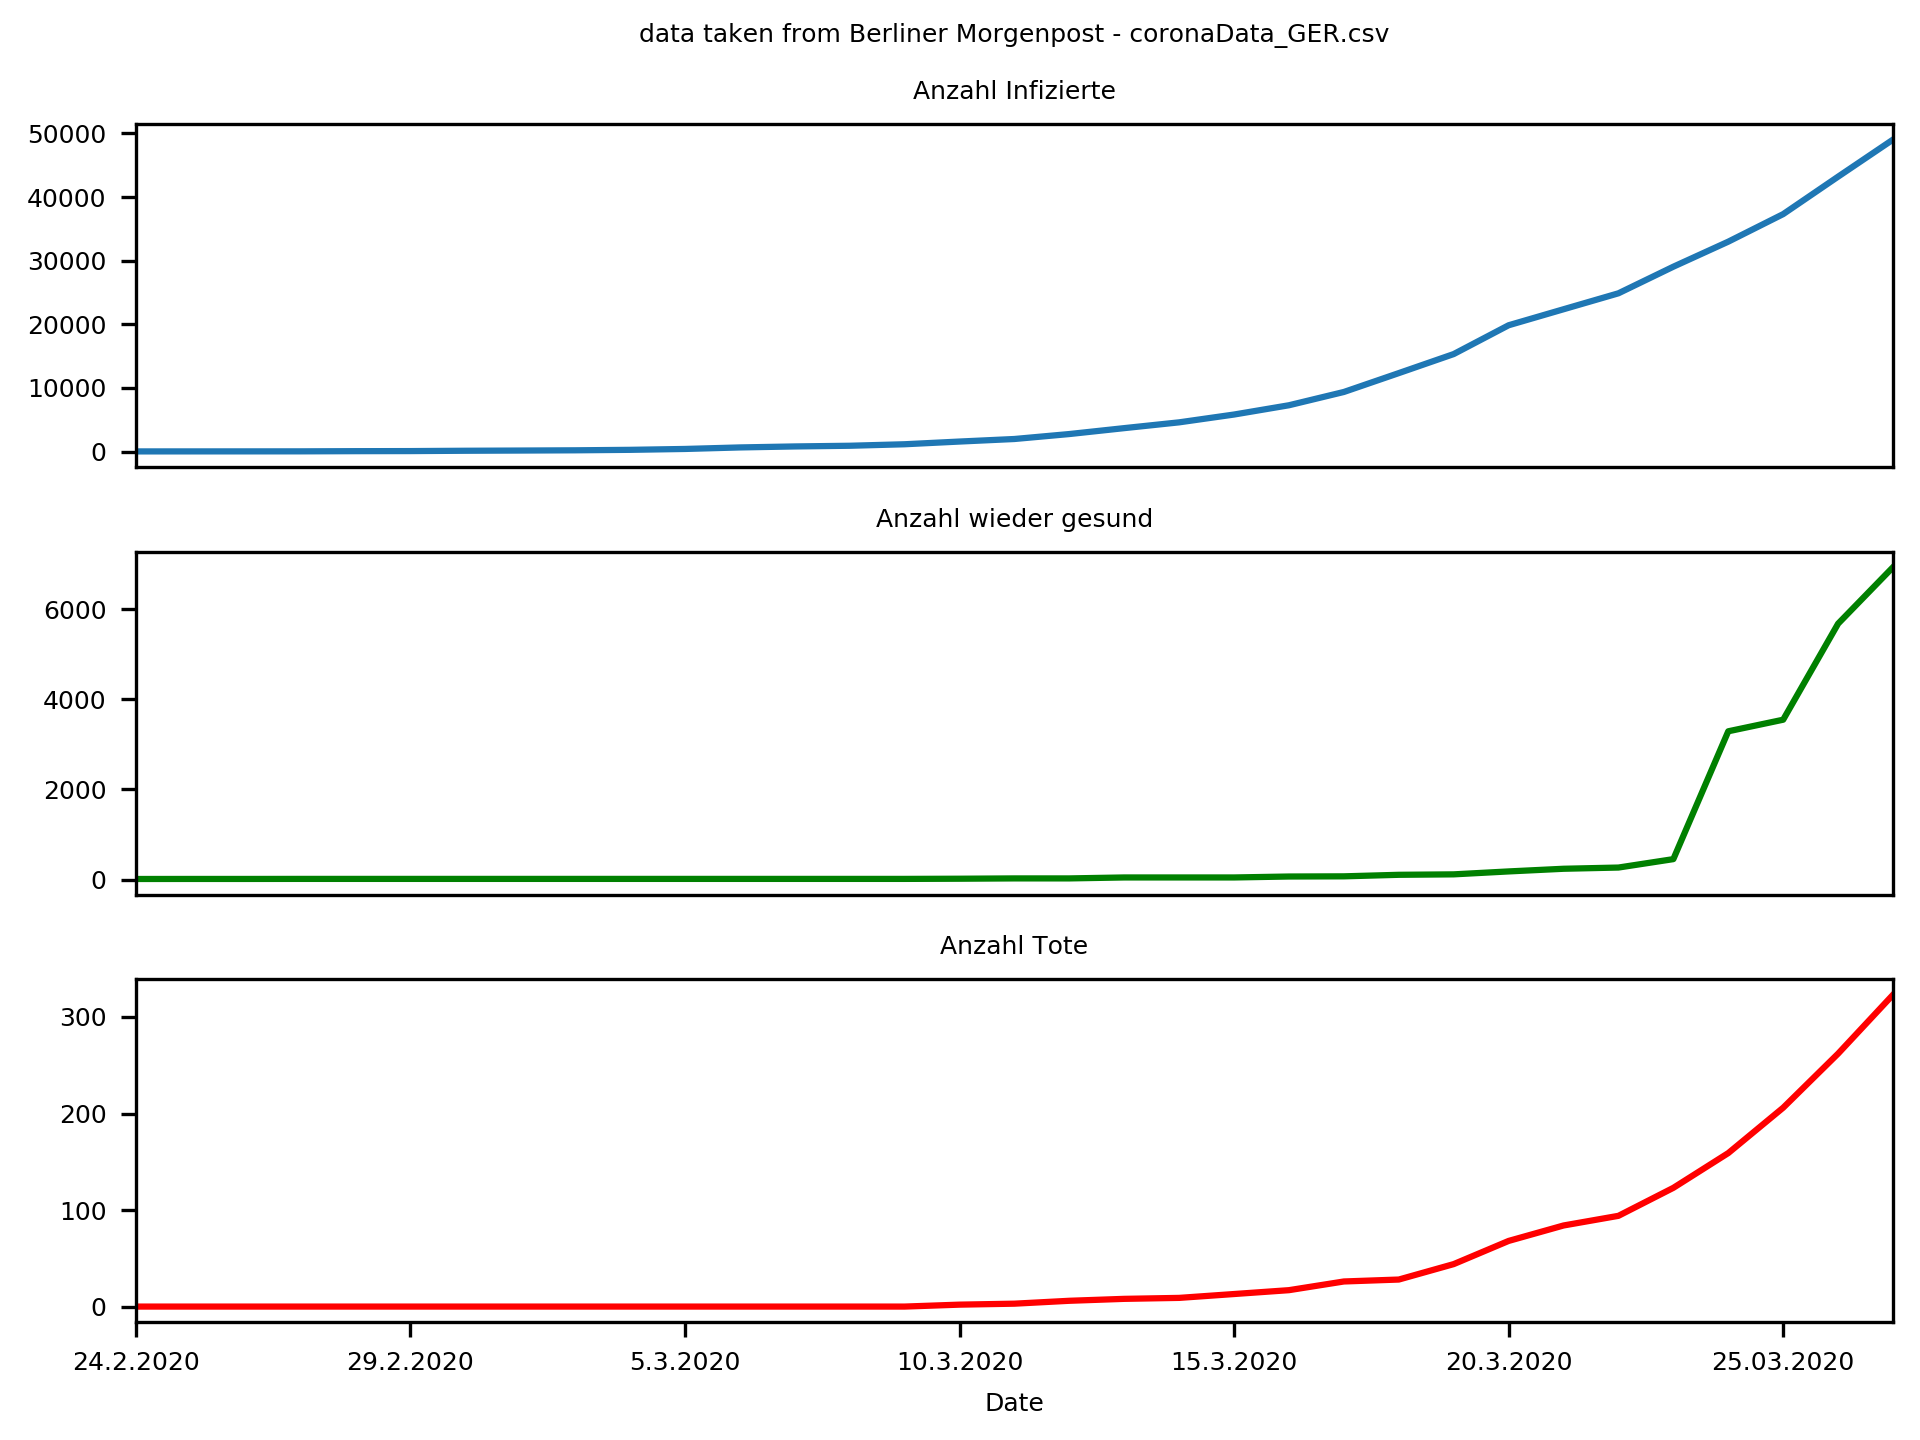 data taken from Berliner Morgenpost - coronaData_GER.csv
Anzahl Infizierte
50000
40000
30000
20000
10000
0
Anzahl wieder gesund
6000
4000
2000
0
Anzahl Tote
300
200
100
0
24.2.2020 29.2.2020 5.3.2020 10.3.2020 15.3.2020 20.3.2020 25.03.2020
Date